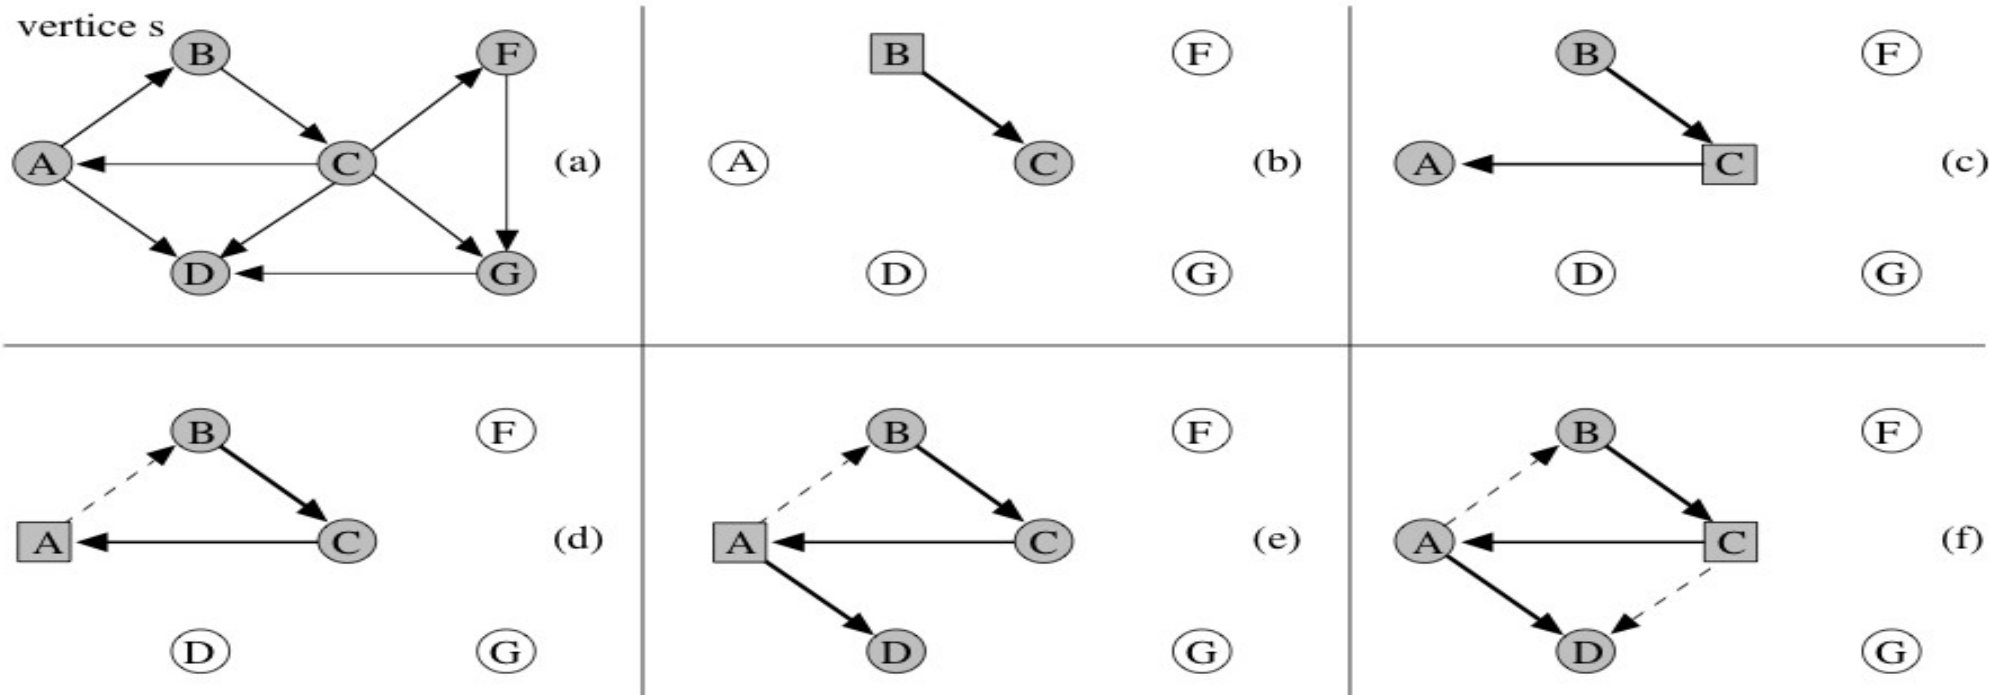 vertice s
B F
A C (a)
D G
B F
A C (b)
D G
B F
A C (c)
D G
B F
A C (d)
D G
B F
A C (e)
D G
B F
A C (f)
D G